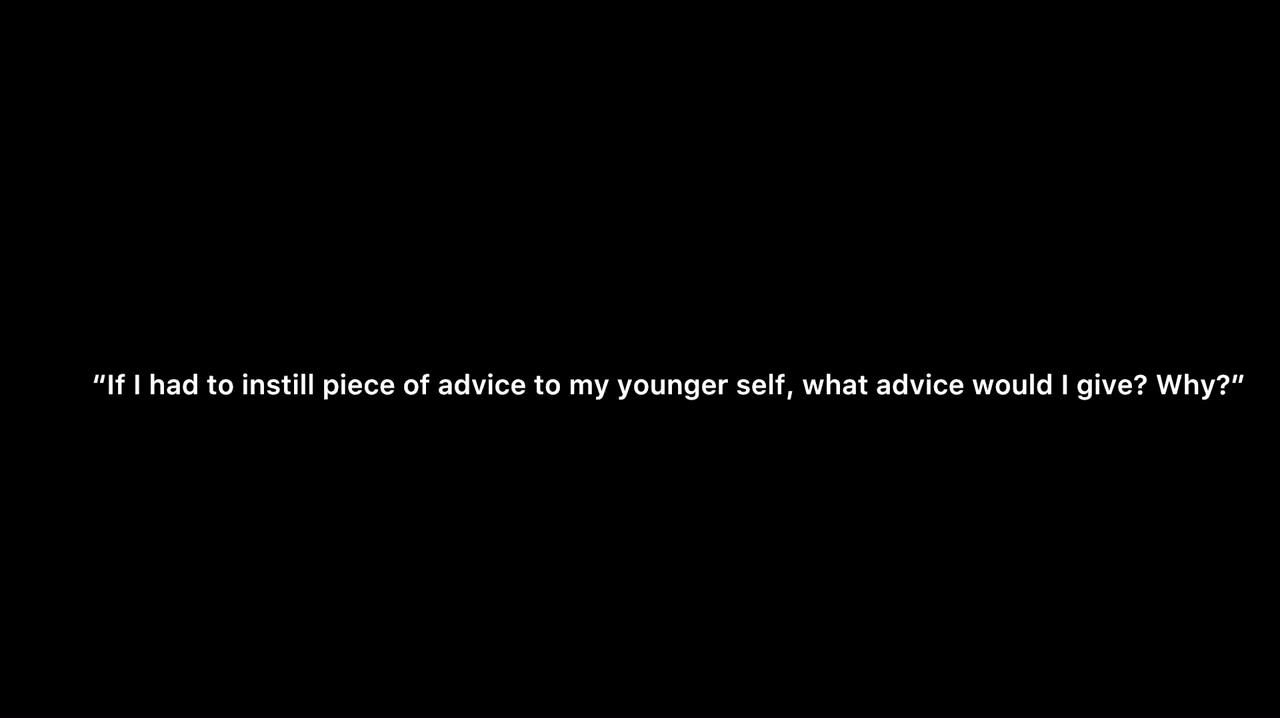 “If I had to instill piece of advice to my younger self, what advice would I give? Why?”